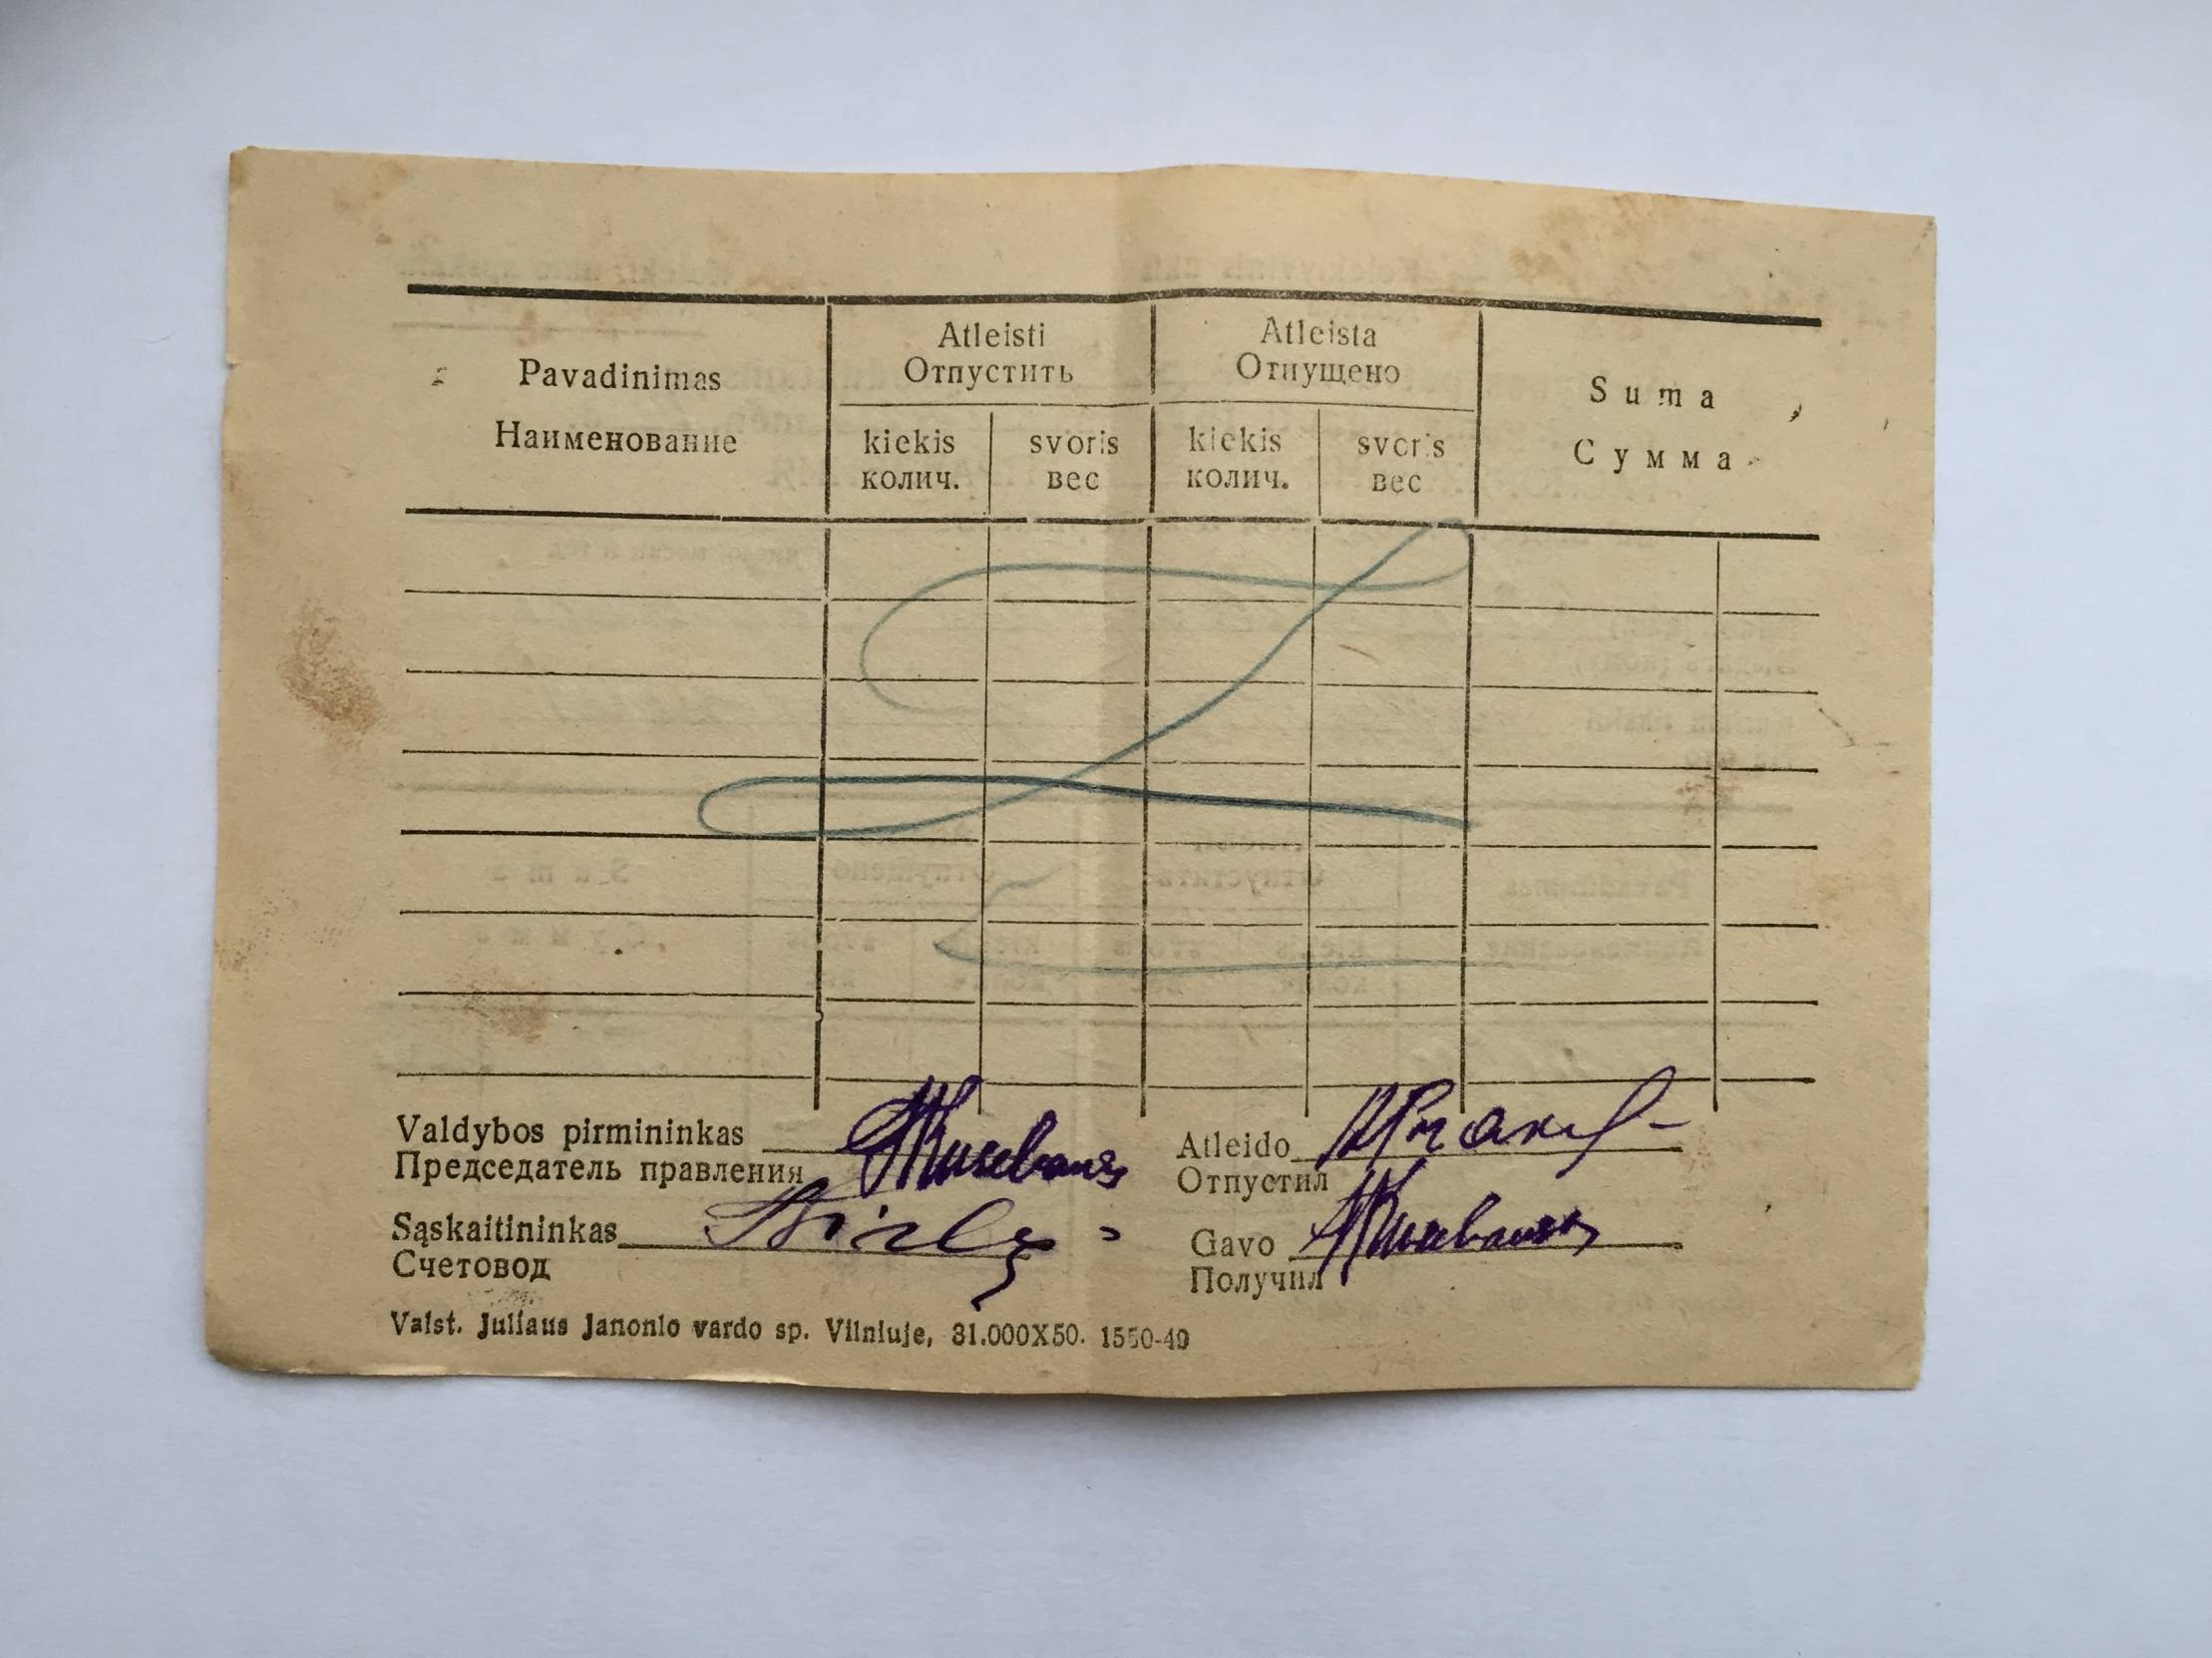 Pavadinimas
Наименование
Atleisti
Отпустить
Atleista
Отпущено
Suma
Сумма
kiekis
колич.
svoris
вес
kiekis
колич.
svoris
вес
Valdybos pirmininkas
Председатель правления
Atleido
Отпустил
Sąskaitininkas
Счетовод
Gavo
Получил
Valst. Juliaus Janonio vardo sp. Vilniuje, 31.000X50. 1550-49